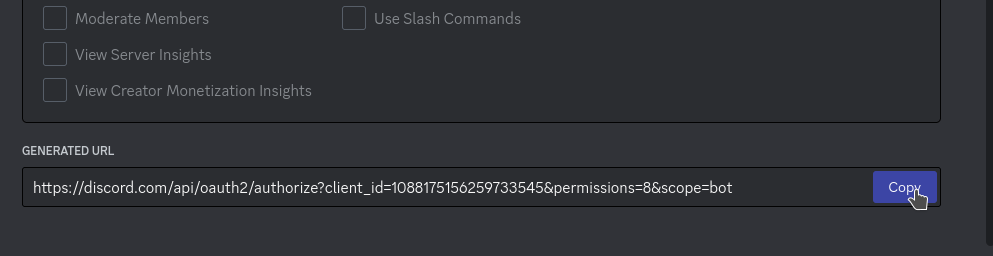 Moderate Members Use Slash Commands
View Server Insights
View Creator Monetization Insights
GENERATED URL
https://discord.com/api/oauth2/authorize?client_id=1088175156259733545&permissions=8&scope=bot Copy